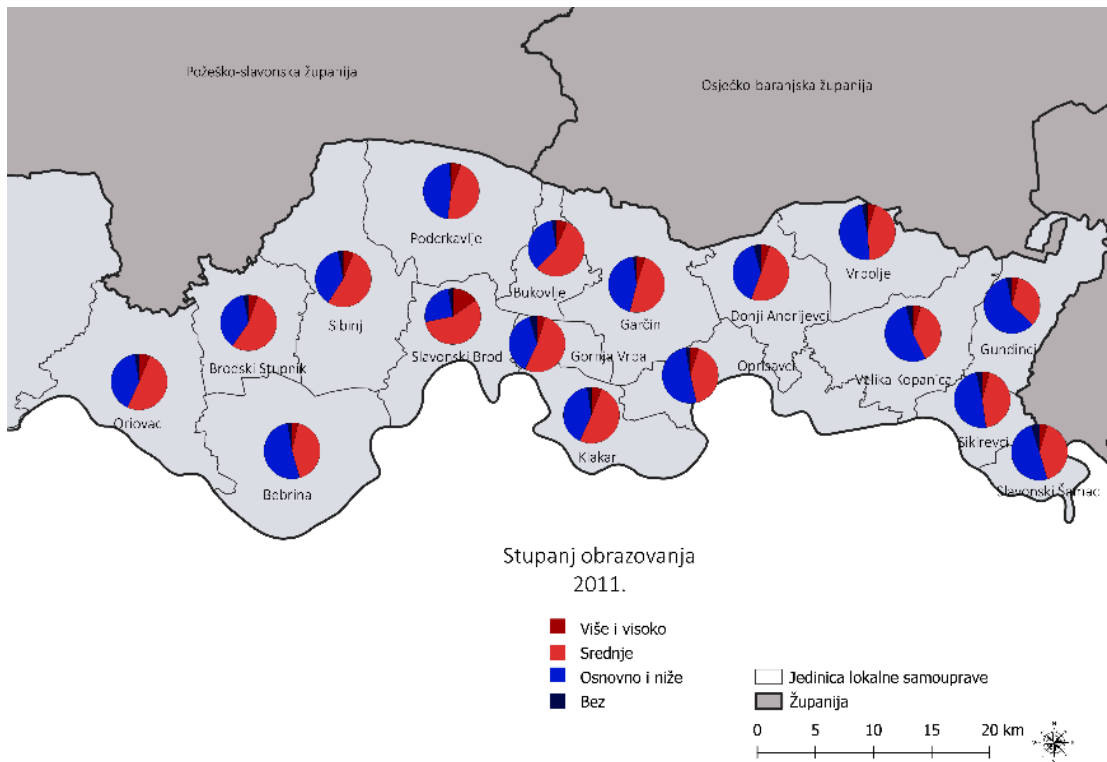 Požeško-slavonska županija
Osječko-baranjska županija
Podcrkavlje
Vrpolje
Bukovlje
Sibinj
Garčin
Donji Andrijevci
Slavonski Brod
Gornja Vrba
Gundinci
Brodski Stupnik
Oprisavci
Velika Kopanica
Oriovac
Sikirevci
Klakar
Bebrina
Slavonski Šamac
Stupanj obrazovanja
2011.
Više i visoko
Srednje
Osnovno i niže
Bez
Jedinica lokalne samouprave
Županija
0 5 10 15 20 km